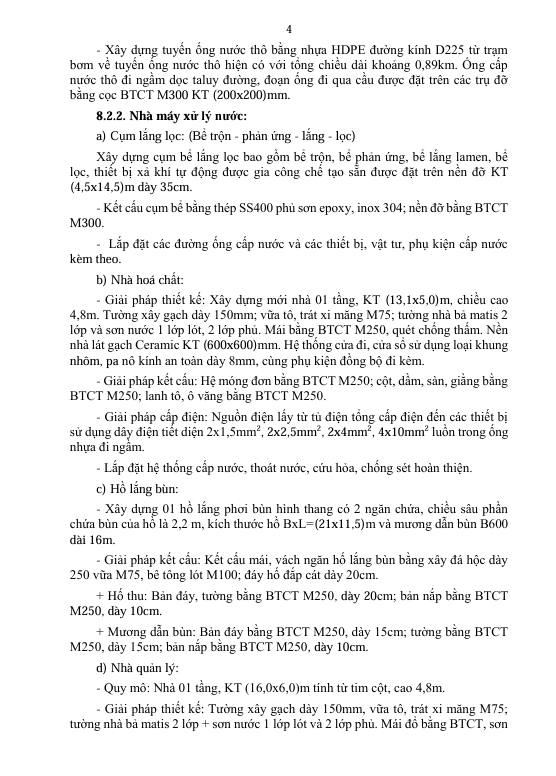 4
- Xây dựng tuyến ống nước thô bằng nhựa HDPE đường kính D225 từ trạm
bơm về tuyến ống nước thô hiện có với tổng chiều dài khoảng 0,89km. Ống cấp
nước thô đi ngầm dọc taluy đường, đoạn ống đi qua cầu được đặt trên các trụ đỡ
bằng cọc BTCT M300 KT (200x200)mm.
8.2.2. Nhà máy xử lý nước:
a) Cụm lắng lọc: (Bể trộn - phản ứng - lắng - lọc)
Xây dựng cụm bể lắng lọc bao gồm bể trộn, bể phản ứng, bể lắng lamen, bể
lọc, thiết bị xả khí tự động được gia công chế tạo sẵn được đặt trên nền đỡ KT
(4,5x14,5)m dày 35cm.
- Kết cấu cụm bể bằng thép SS400 phủ sơn epoxy, inox 304; nền đỡ bằng BTCT
M300.
- Lắp đặt các đường ống cấp nước và các thiết bị, vật tư, phụ kiện cấp nước
kèm theo.
b) Nhà hoá chất:
- Giải pháp thiết kế: Xây dựng mới nhà 01 tầng, KT (13,1x5,0)m, chiều cao
4,8m. Tường xây gạch dày 150mm; vữa tô, trát xi măng M75; tường nhà bả matis 2
lớp và sơn nước 1 lớp lót, 2 lớp phủ. Mái bằng BTCT M250, quét chống thấm. Nền
nhà lát gạch Ceramic KT (600x600)mm. Hệ thống cửa đi, cửa sổ sử dụng loại khung
nhôm, pa nô kính an toàn dày 8mm, cùng phụ kiện đồng bộ đi kèm.
- Giải pháp kết cấu: Hệ móng đơn bằng BTCT M250; cột, dầm, sàn, giằng bằng
BTCT M250; lanh tô, ô văng bằng BTCT M250.
- Giải pháp cấp điện: Nguồn điện lấy từ tủ điện tổng cấp điện đến các thiết bị
sử dụng dây điện tiết diện 2x1,5mm², 2x2,5mm², 2x4mm², 4x10mm² luồn trong ống
nhựa đi ngầm.
- Lắp đặt hệ thống cấp nước, thoát nước, cứu hỏa, chống sét hoàn thiện.
c) Hồ lắng bùn:
- Xây dựng 01 hồ lắng phơi bùn hình thang có 2 ngăn chứa, chiều sâu phần
chứa bùn của hồ là 2,2 m, kích thước hồ BxL=(21x11,5)m và mương dẫn bùn B600
dài 16m.
- Giải pháp kết cấu: Kết cấu mái, vách ngăn hố lắng bùn bằng xây đá hộc dày
250 vữa M75, bê tông lót M100; đáy hố đắp cát dày 20cm.
+ Hố thu: Bản đáy, tường bằng BTCT M250, dày 20cm; bản nắp bằng BTCT
M250, dày 10cm.
+ Mương dẫn bùn: Bản đáy bằng BTCT M250, dày 15cm; tường bằng BTCT
M250, dày 15cm; bản nắp bằng BTCT M250, dày 10cm.
d) Nhà quản lý:
- Quy mô: Nhà 01 tầng, KT (16,0x6,0)m tính từ tim cột, cao 4,8m.
- Giải pháp thiết kế: Tường xây gạch dày 150mm, vữa tô, trát xi măng M75;
tường nhà bả matis 2 lớp + sơn nước 1 lớp lót và 2 lớp phủ. Mái đổ bằng BTCT, sơn